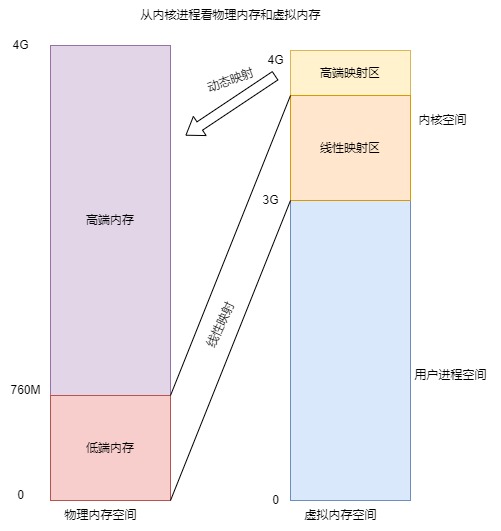 从内核进程看物理内存和虚拟内存
4G
4G
动态映射
高端映射区
内核空间
线性映射区
3G
高端内存
线性映射
用户进程空间
760M
低端内存
0
0
物理内存空间
虚拟内存空间